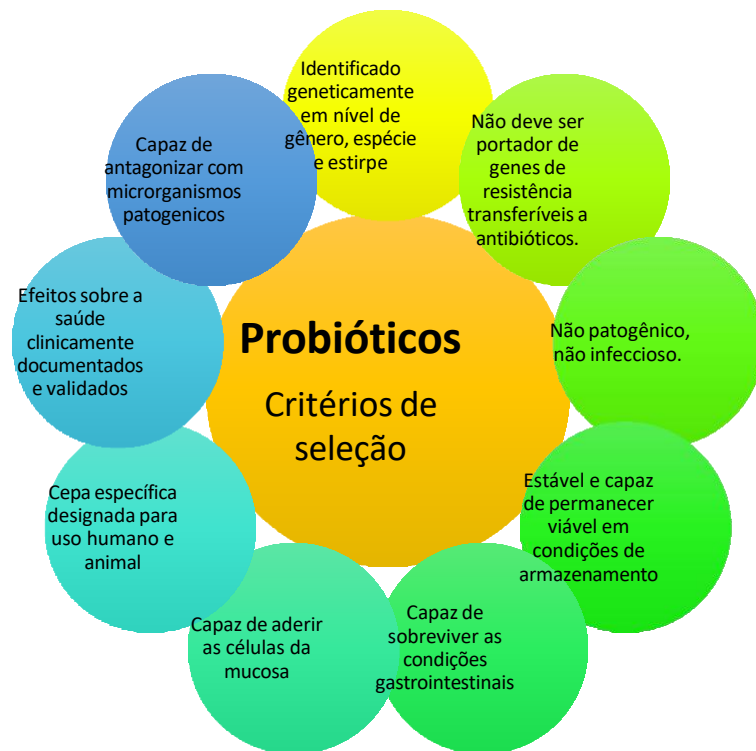 Probióticos
Critérios de
seleção
Identificado
geneticamente
em nível de
gênero, espécie
e estirpe
Não deve ser
portador de
genes de
resistência
transferíveis a
antibióticos.
Não patogênico,
não infeccioso.
Estável e capaz
de permanecer
viável em
condições de
armazenamento
Capaz de
sobreviver as
condições
gastrointestinais
Capaz de aderir
as células da
mucosa
Cepa específica
designada para
uso humano e
animal
Efeitos sobre a
saúde
clinicamente
documentados
e validados
Capaz de
antagonizar com
microrganismos
patogenicos